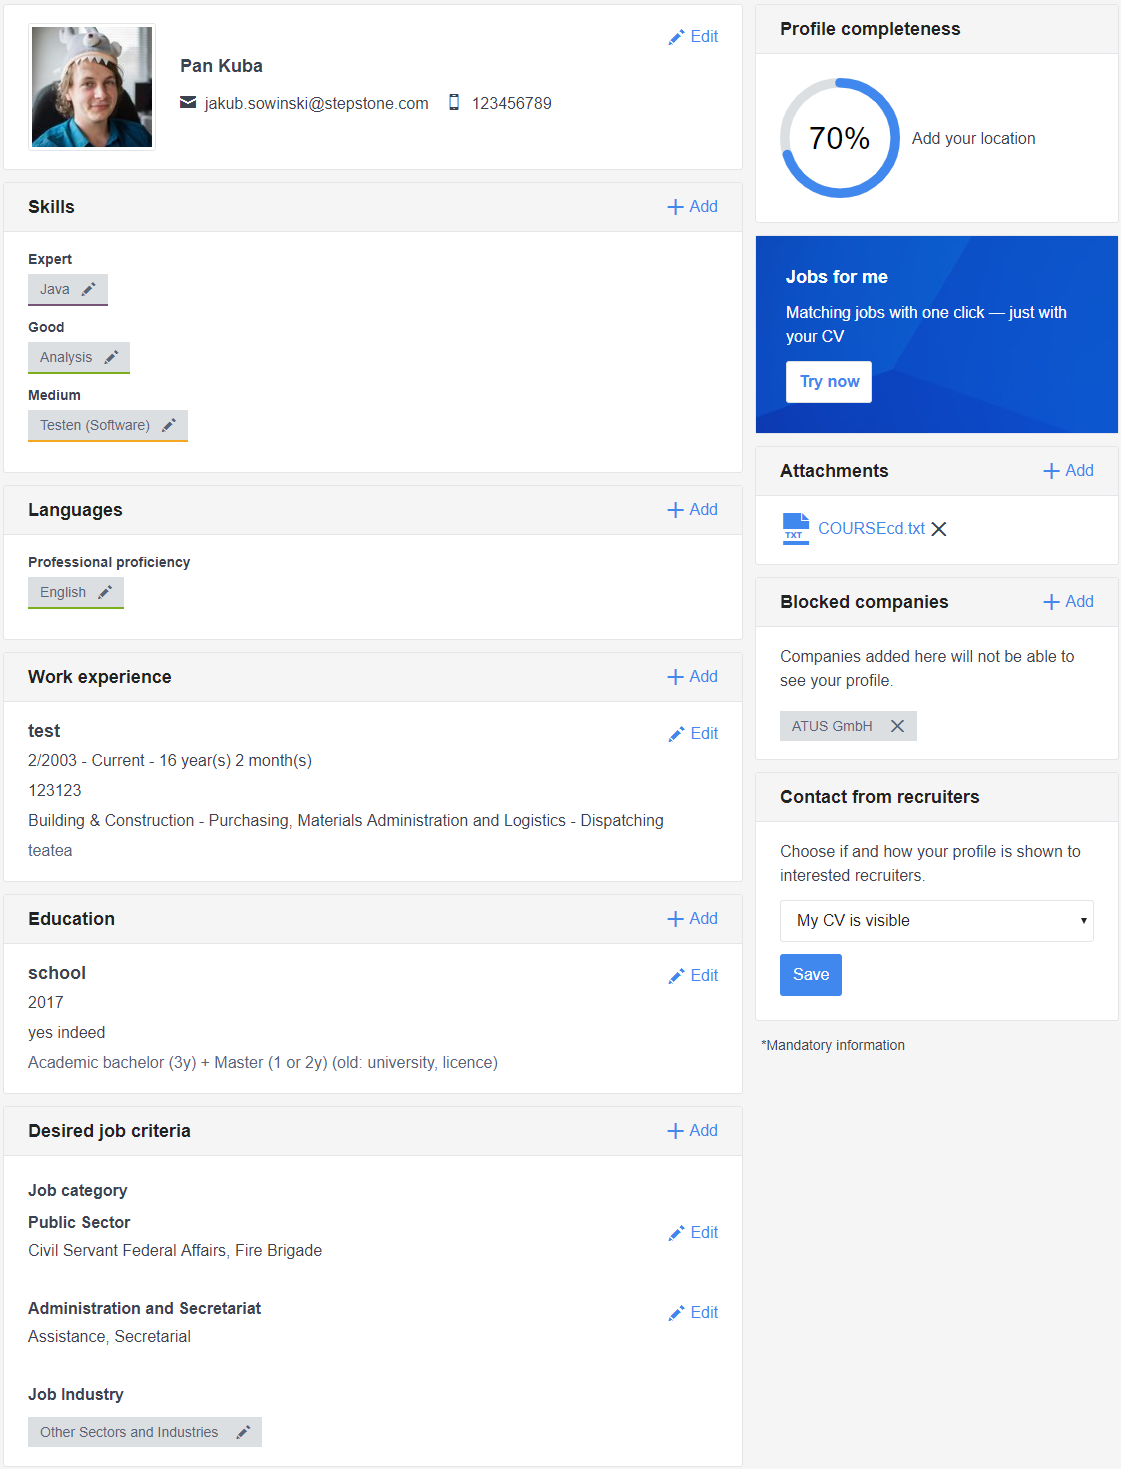 Edit
Pan Kuba
jakub.sowinski@stepstone.com 123456789
Skills
Add
Expert
Java
Good
Analysis
Medium
Testen (Software)
Languages
Add
Professional proficiency
English
Work experience
Add
test
Edit
2/2003 - Current - 16 year(s) 2 month(s)
123123
Building & Construction - Purchasing, Materials Administration and Logistics - Dispatching
teatea
Education
Add
school
Edit
2017
yes indeed
Academic bachelor (3y) + Master (1 or 2y) (old: university, licence)
Desired job criteria
Add
Job category
Public Sector
Edit
Civil Servant Federal Affairs, Fire Brigade
Administration and Secretariat
Edit
Assistance, Secretarial
Job Industry
Other Sectors and Industries
Profile completeness
70%
Add your location
Jobs for me
Matching jobs with one click — just with
your CV
Try now
Attachments
Add
TXT
COURSEcd.txt
Blocked companies
Add
Companies added here will not be able to
see your profile.
ATUS GmbH
Contact from recruiters
Choose if and how your profile is shown to
interested recruiters.
My CV is visible
Save
*Mandatory information